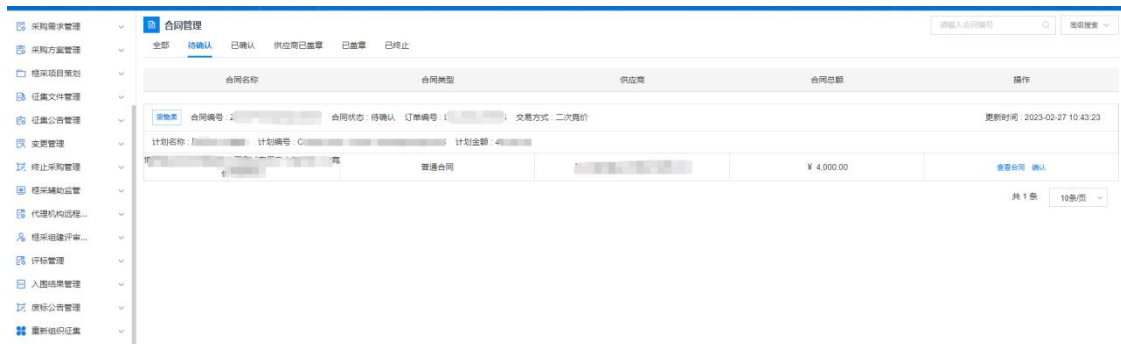 采购需求管理
采购方案管理
框采项目策划
征集文件管理
征集公告管理
变更管理
终止采购管理
框采辅助监管
代理机构远程...
框采组建评审...
评标管理
入围结果管理
废标公告管理
重新组织征集
合同管理
请输入合同编号
高级搜索
全部 待确认 已确认 供应商已盖章 已盖章 已终止
合同名称 合同类型 供应商 合同总额 操作
货物类 合同编号: 合同状态: 待确认 订单编号: 交易方式: 二次竞价 更新时间: 2023-02-27 10:43:23
计划名称: 计划编号: C 计划金额: 4
竞 普通合同 ¥ 4,000.00 查看合同 确认
价
共 1 条 10条/页